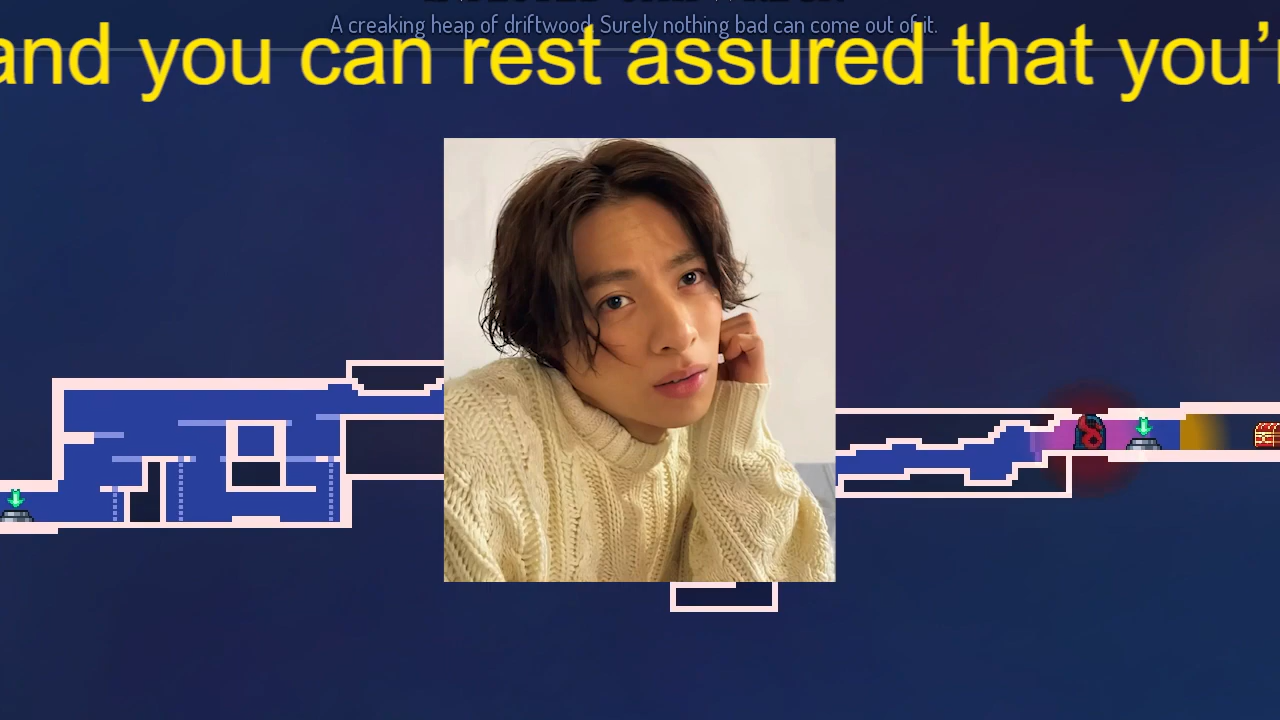 A creaking heap of driftwood. Surely nothing bad can come out of it.
and you can rest assured that you’